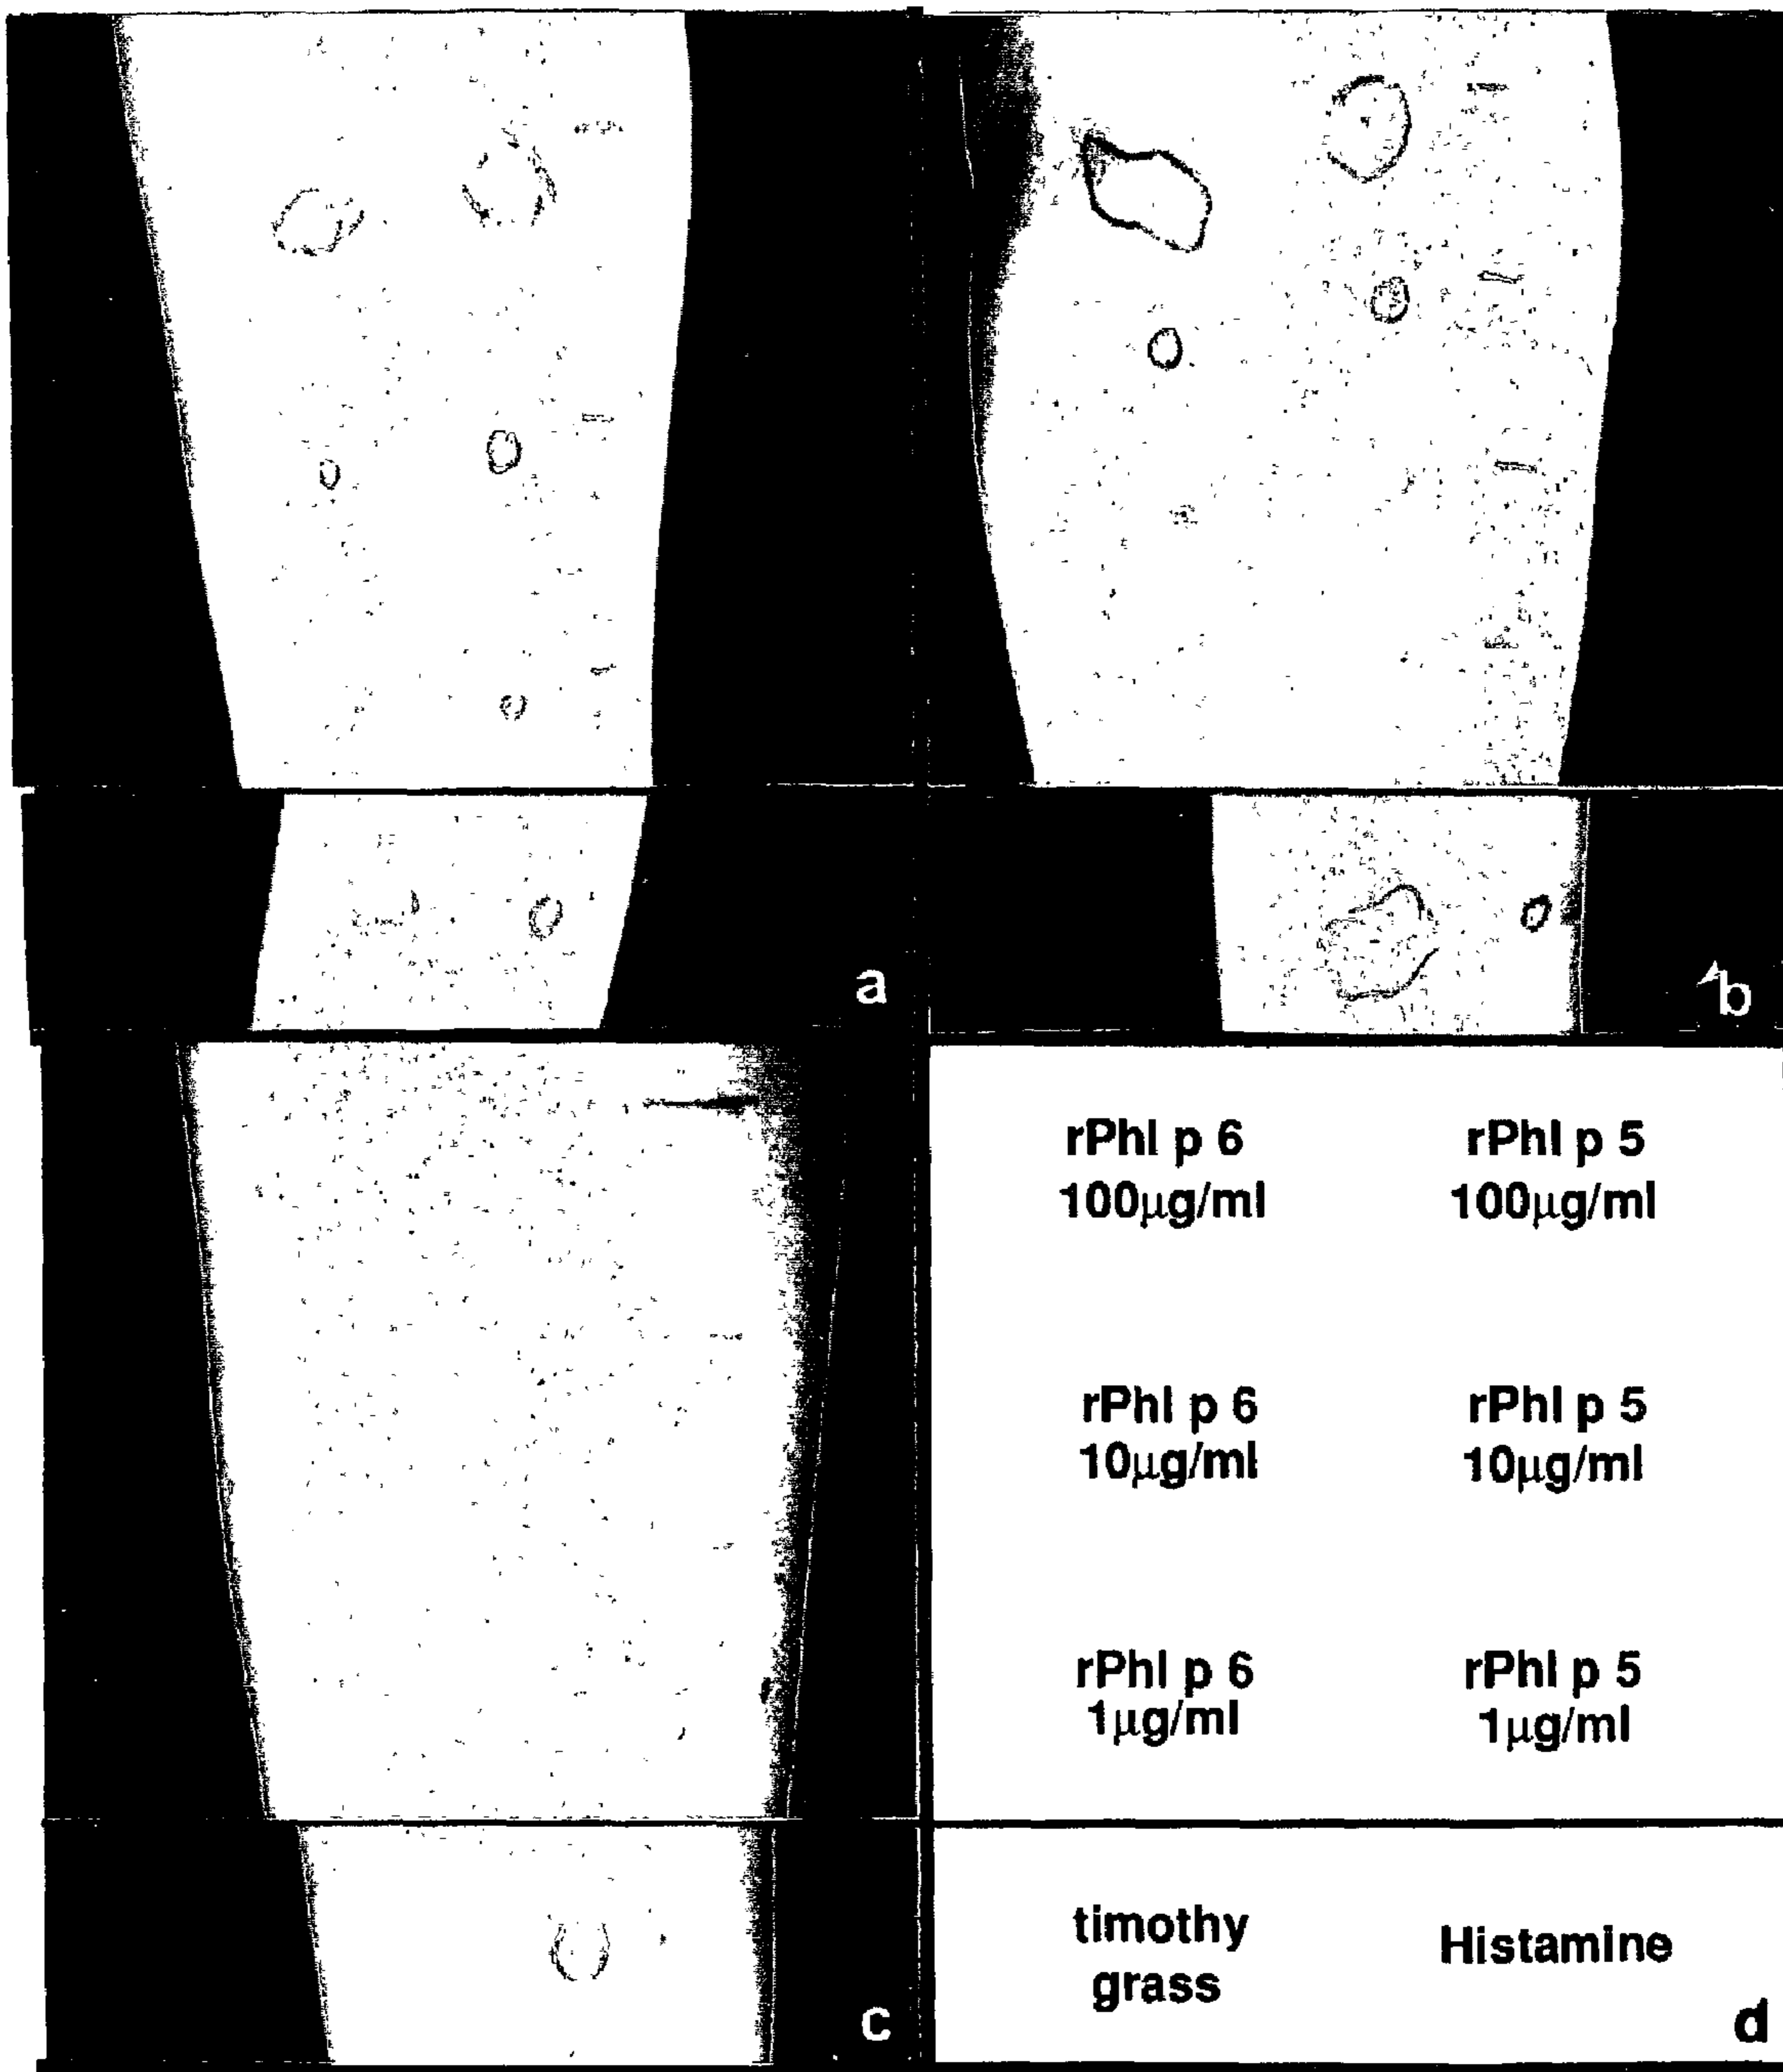 a
b
c
rPhl p 6
100μg/ml
rPhl p 5
100μg/ml
rPhl p 6
10μg/ml
rPhl p 5
10μg/ml
rPhl p 6
1μg/ml
rPhl p 5
1μg/ml
timothy
grass
Histamine
d